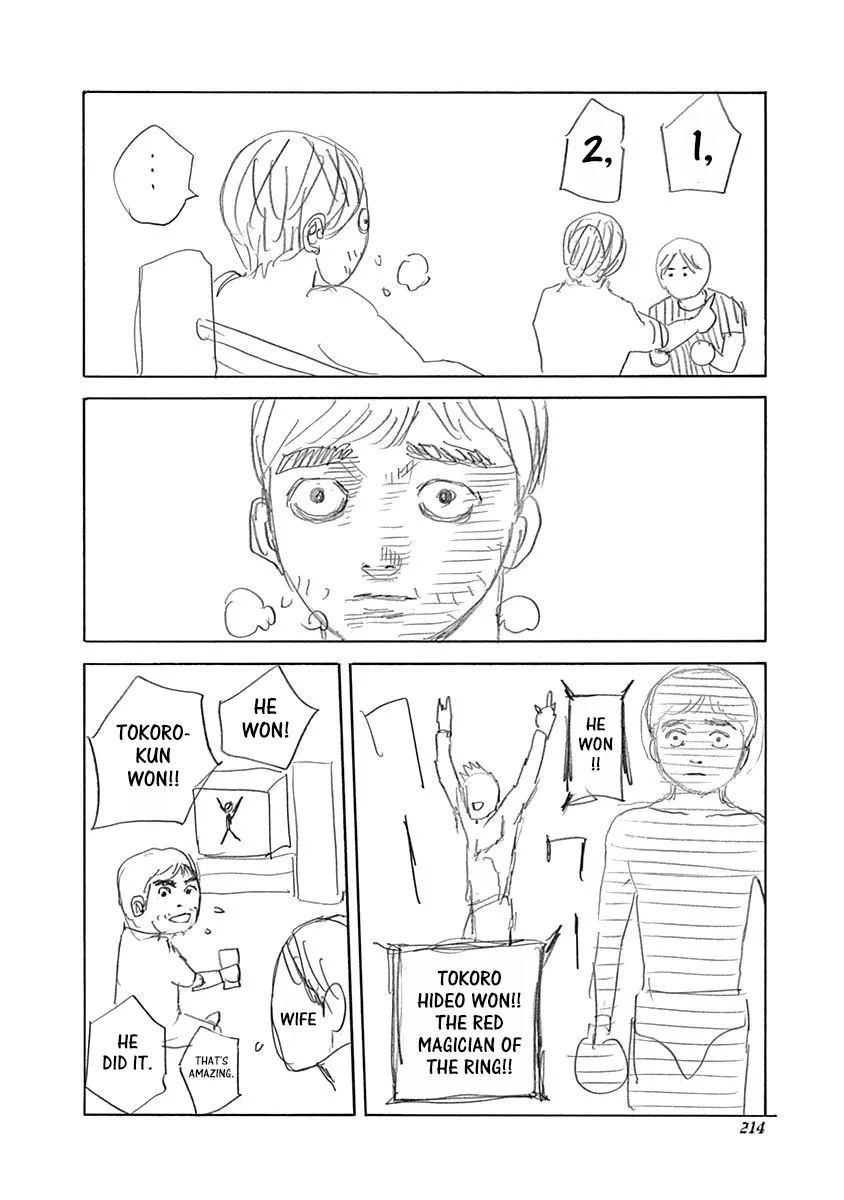 1,
2,
...
HE
WON
!!
TOKORO
HIDEO WON!!
THE RED
MAGICIAN OF
THE RING!!
HE
WON!
TOKORO-
KUN
WON!!
WIFE
THAT'S
AMAZING.
HE
DID IT.
214